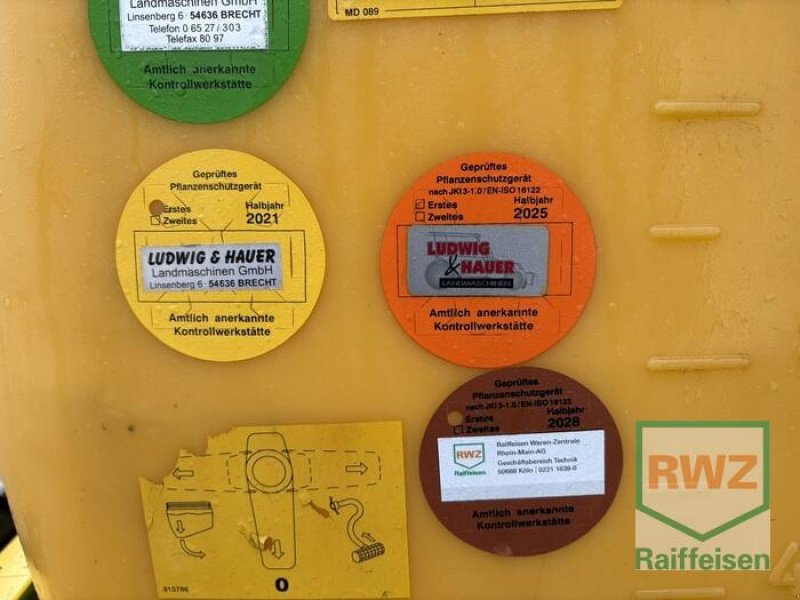 Landmaschinen GmbH
Linsenberg 6 · 54636 BRECHT
Telefon 0 65 27 / 3 03
Telefax 80 97
Amtlich anerkannte
Kontrollwerkstätte
MD 089
Geprüftes
Pflanzenschutzgerät
Erstes Halbjahr
Zweites 2021
LUDWIG & HAUER
Landmaschinen GmbH
Linsenberg 6 · 54636 BRECHT
Amtlich anerkannte
Kontrollwerkstätte
Geprüftes
Pflanzenschutzgerät
nach JKI 3-1.0 / EN-ISO 16122
Erstes Halbjahr
Zweites 2025
LUDWIG
& HAUER
LANDMASCHINEN
Amtlich anerkannte
Kontrollwerkstätte
Geprüftes
Pflanzenschutzgerät
nach JKI 3-1.0 / EN-ISO 16122
Erstes Halbjahr
Zweites 2028
RWZ
Raiffeisen
Raiffeisen Waren-Zentrale
Rhein-Main AG
Geschäftsbereich Technik
50668 Köln | 0221 1638-0
Amtlich anerkannte
Kontrollwerkstätte
915786
0
RWZ
Raiffeisen